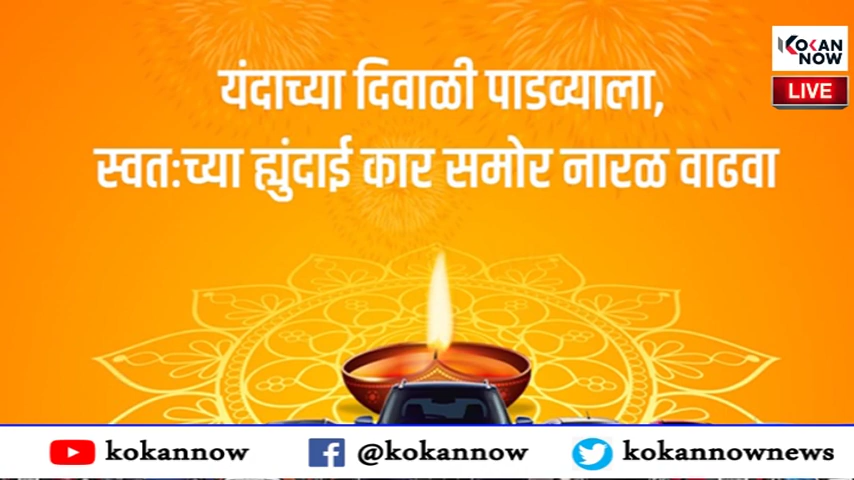 KOKAN
NOW
LIVE
यंदाच्या दिवाळी पाडव्याला,
स्वतःच्या ह्युंदाई कार समोर नारळ वाढवा
kokannow
@kokannow
kokannownews